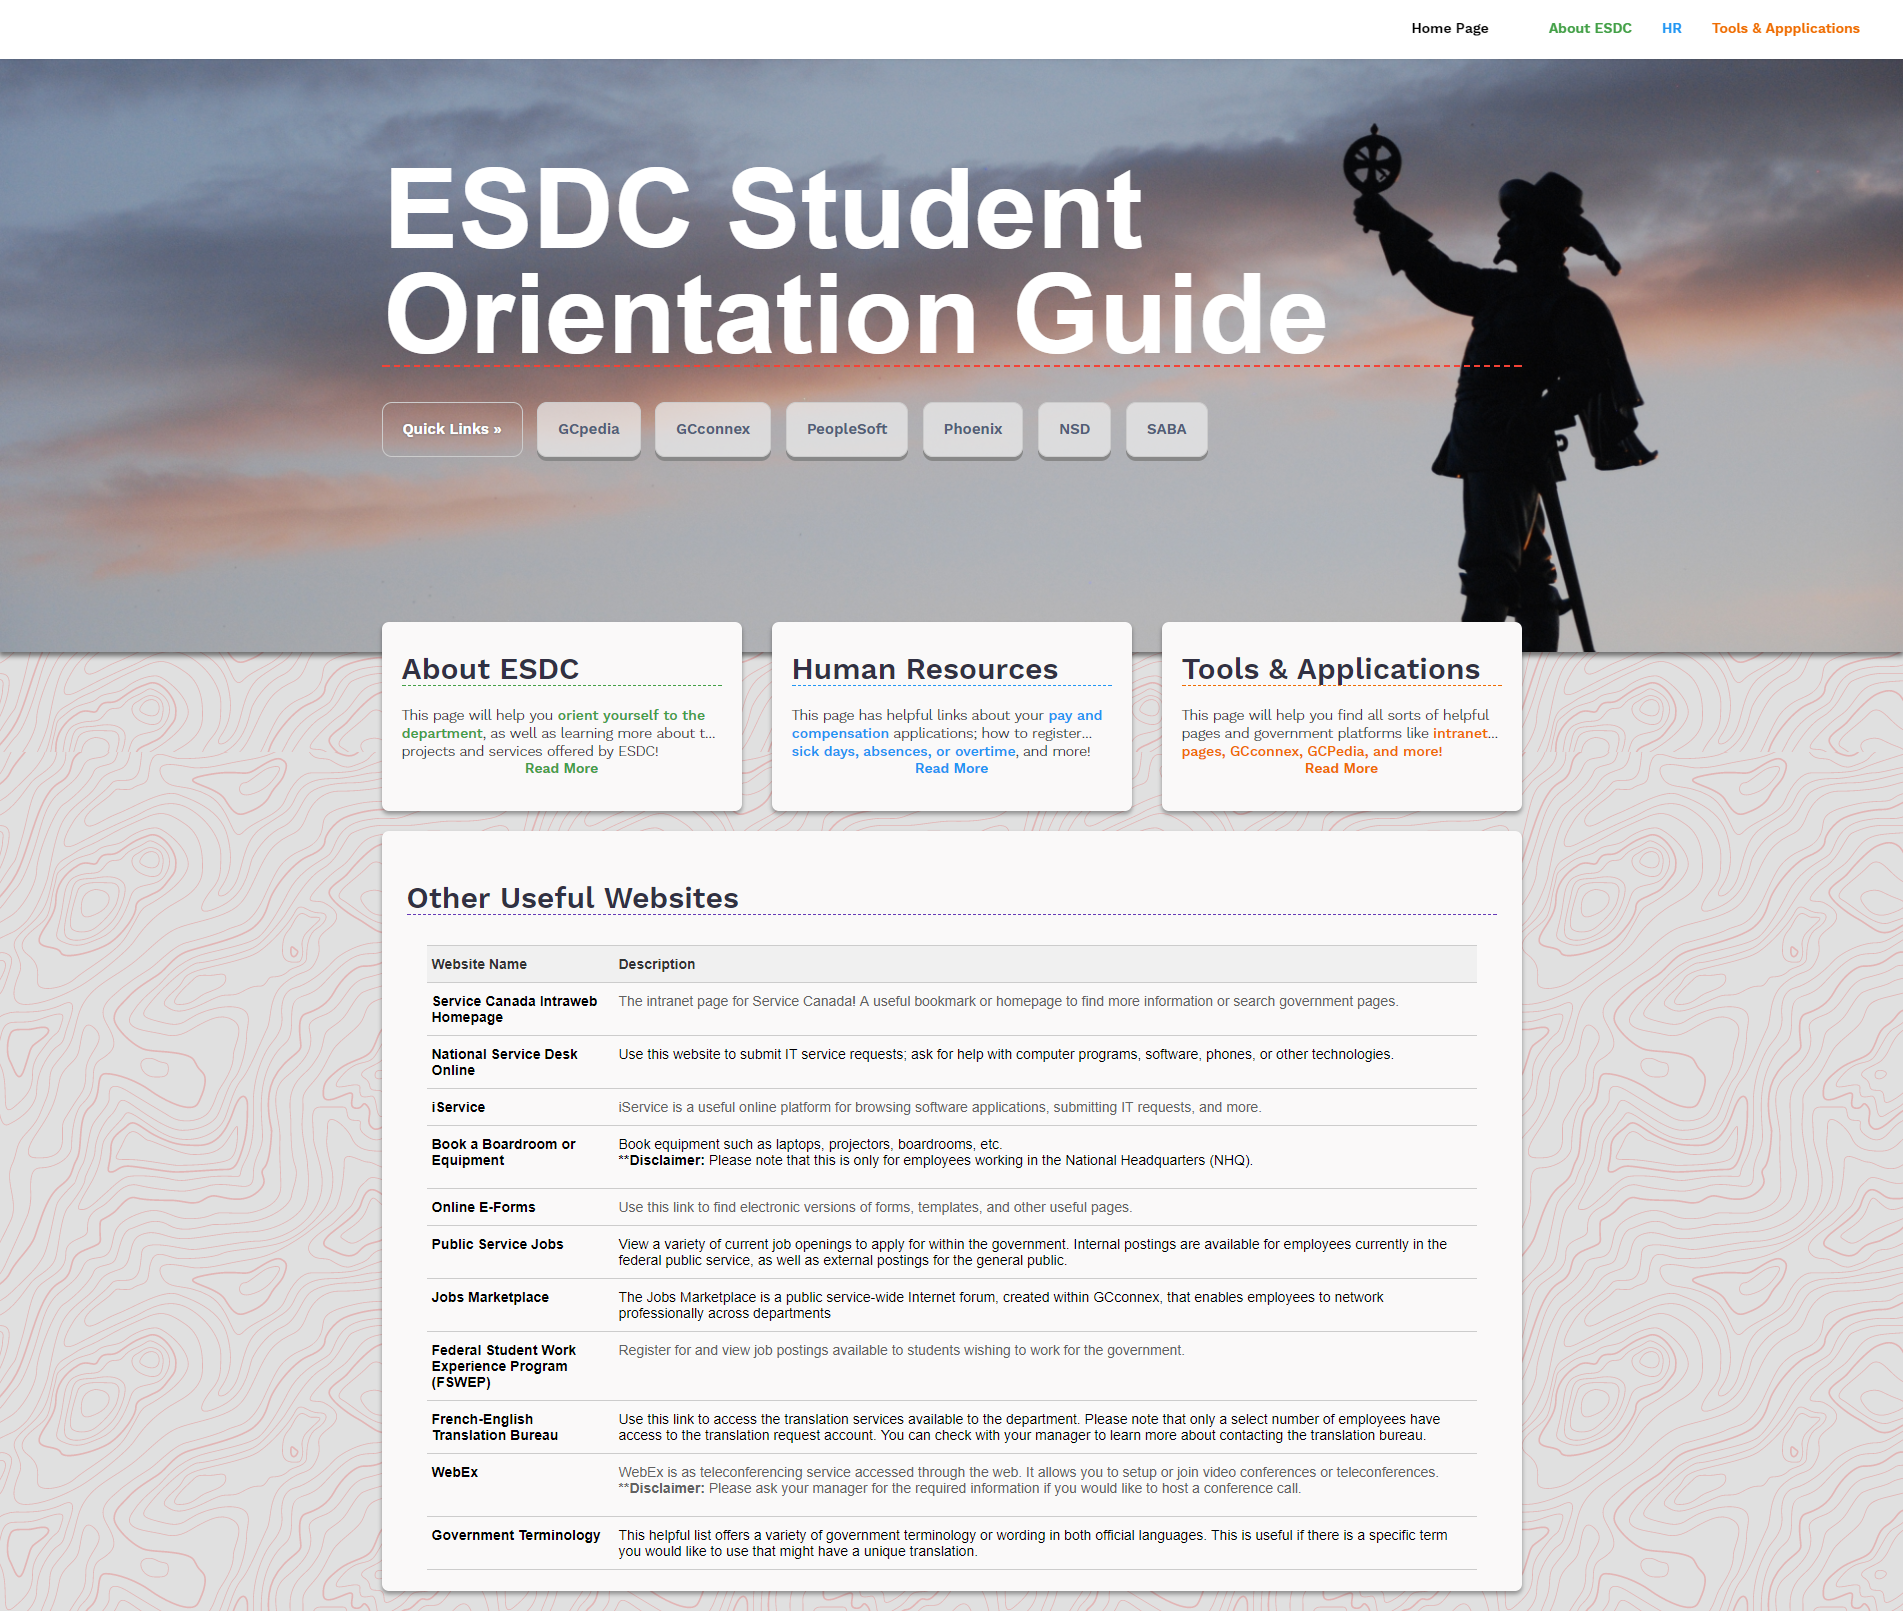 Home Page About ESDC HR Tools & Appplications
ESDC Student
Orientation Guide
Quick Links » GCpedia GCconnex PeopleSoft Phoenix NSD SABA
About ESDC
This page will help you orient yourself to the
department, as well as learning more about t...
projects and services offered by ESDC!
Read More
Human Resources
This page has helpful links about your pay and
compensation applications; how to register...
sick days, absences, or overtime, and more!
Read More
Tools & Applications
This page will help you find all sorts of helpful
pages and government platforms like intranet...
pages, GCconnex, GCPedia, and more!
Read More
Other Useful Websites
Website Name Description
Service Canada Intraweb
Homepage
The intranet page for Service Canada! A useful bookmark or homepage to find more information or search government pages.
National Service Desk
Online
Use this website to submit IT service requests; ask for help with computer programs, software, phones, or other technologies.
iService
iService is a useful online platform for browsing software applications, submitting IT requests, and more.
Book a Boardroom or
Equipment
Book equipment such as laptops, projectors, boardrooms, etc.
**Disclaimer: Please note that this is only for employees working in the National Headquarters (NHQ).
Online E-Forms
Use this link to find electronic versions of forms, templates, and other useful pages.
Public Service Jobs
View a variety of current job openings to apply for within the government. Internal postings are available for employees currently in the
federal public service, as well as external postings for the general public.
Jobs Marketplace
The Jobs Marketplace is a public service-wide Internet forum, created within GCconnex, that enables employees to network
professionally across departments
Federal Student Work
Experience Program
(FSWEP)
Register for and view job postings available to students wishing to work for the government.
French-English
Translation Bureau
Use this link to access the translation services available to the department. Please note that only a select number of employees have
access to the translation request account. You can check with your manager to learn more about contacting the translation bureau.
WebEx
WebEx is as teleconferencing service accessed through the web. It allows you to setup or join video conferences or teleconferences.
**Disclaimer: Please ask your manager for the required information if you would like to host a conference call.
Government Terminology
This helpful list offers a variety of government terminology or wording in both official languages. This is useful if there is a specific term
you would like to use that might have a unique translation.